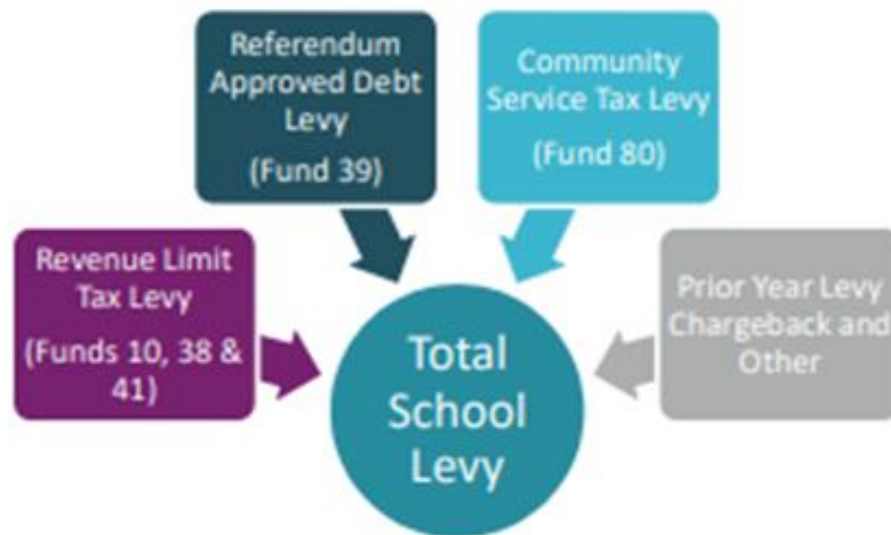 Referendum
Approved Debt
Levy
(Fund 39)
Community
Service Tax Levy
(Fund 80)
Revenue Limit
Tax Levy
(Funds 10, 38 &
41)
Prior Year Levy
Chargeback and
Other
Total
School
Levy